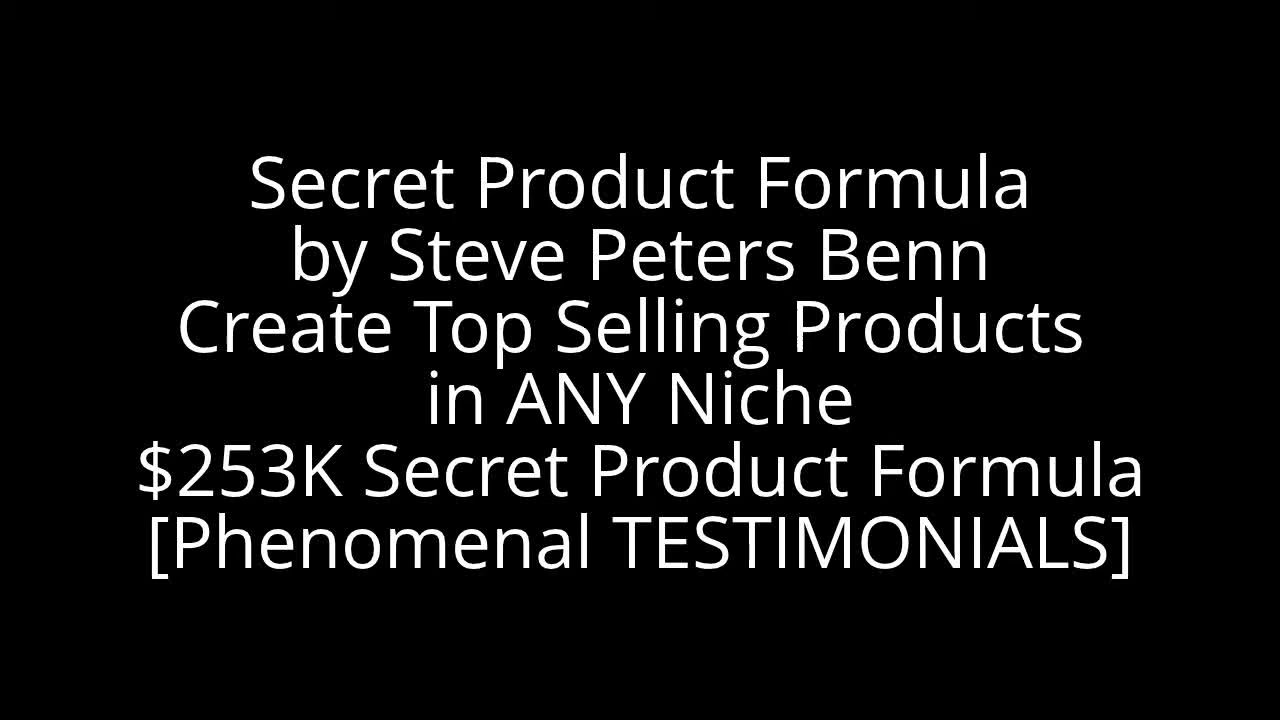 Secret Product Formula
by Steve Peters Benn
Create Top Selling Products
in ANY Niche
$253K Secret Product Formula
[Phenomenal TESTIMONIALS]